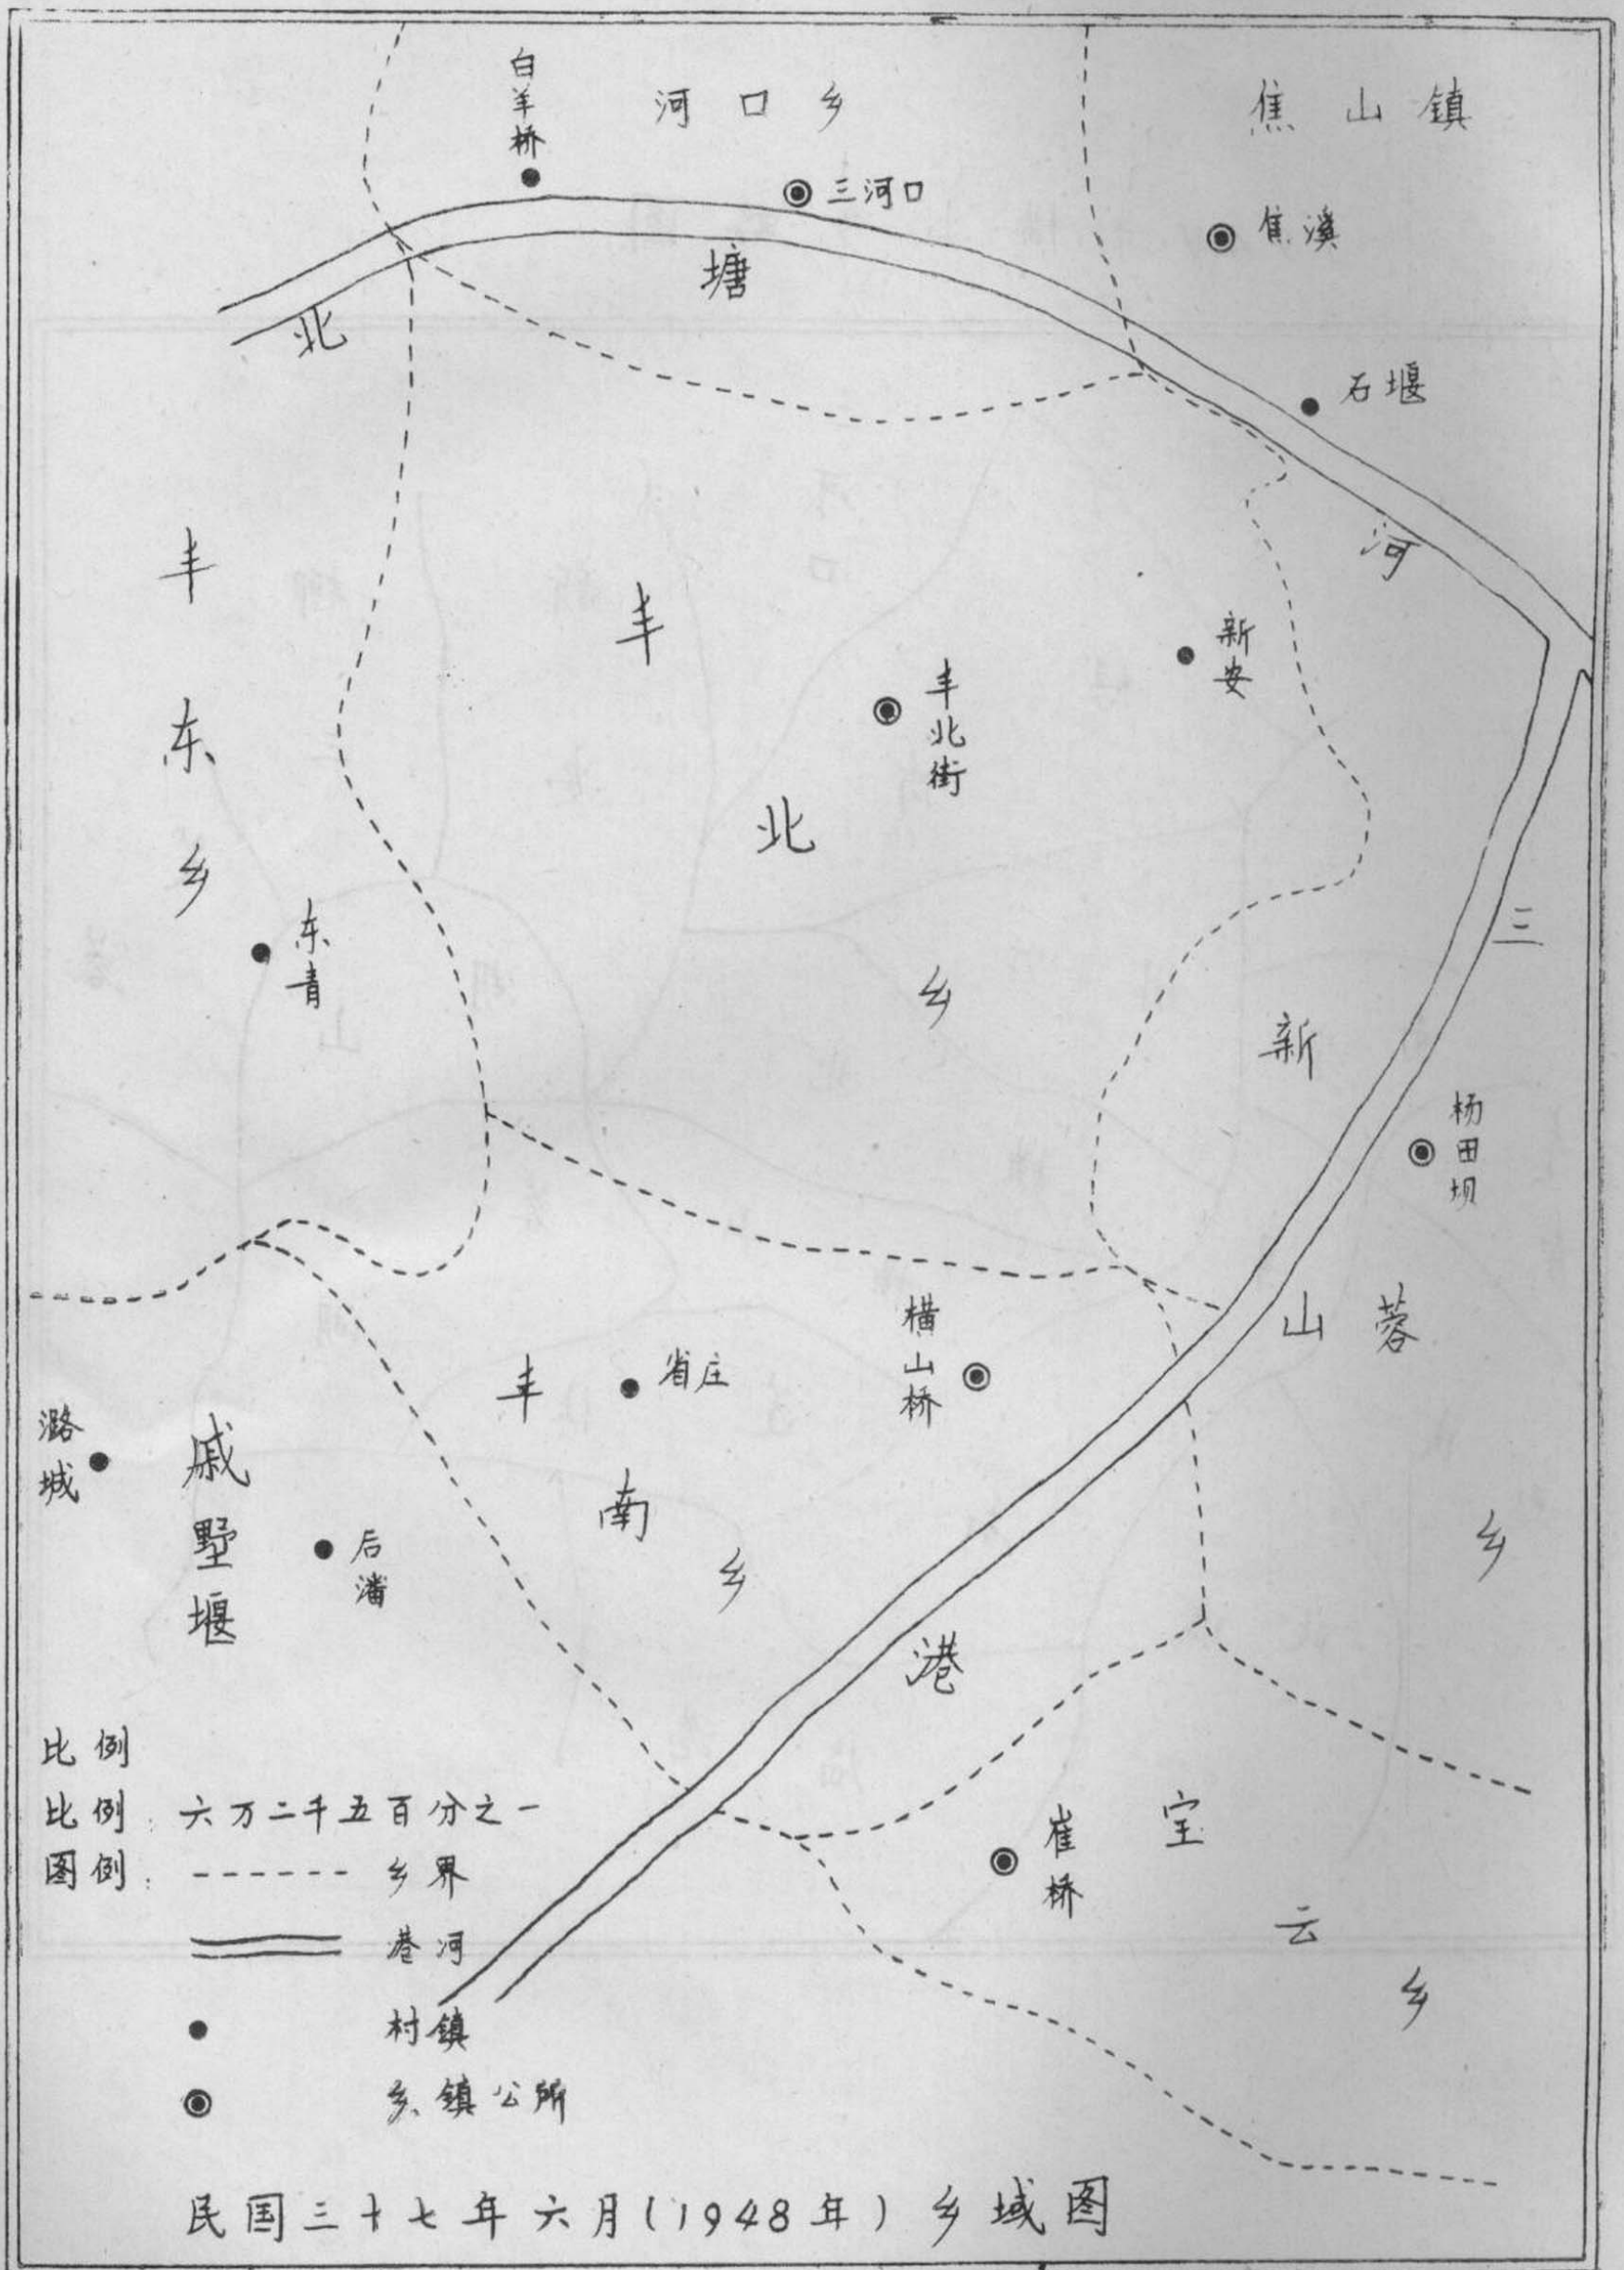 白羊桥
河口乡
焦山镇
三河口
焦溪
北塘河
石堰
丰东乡
丰北乡
新安
丰北街
东青
三山港
新蓉乡
杨田坝
横山桥
省庄
丰南乡
潞城
戚墅堰
后潘
崔桥
宝云乡
比例
比例：六万二千五百分之一
图例：乡界
港河
村镇
乡、镇公所
民国三十七年六月(1948年)乡域图